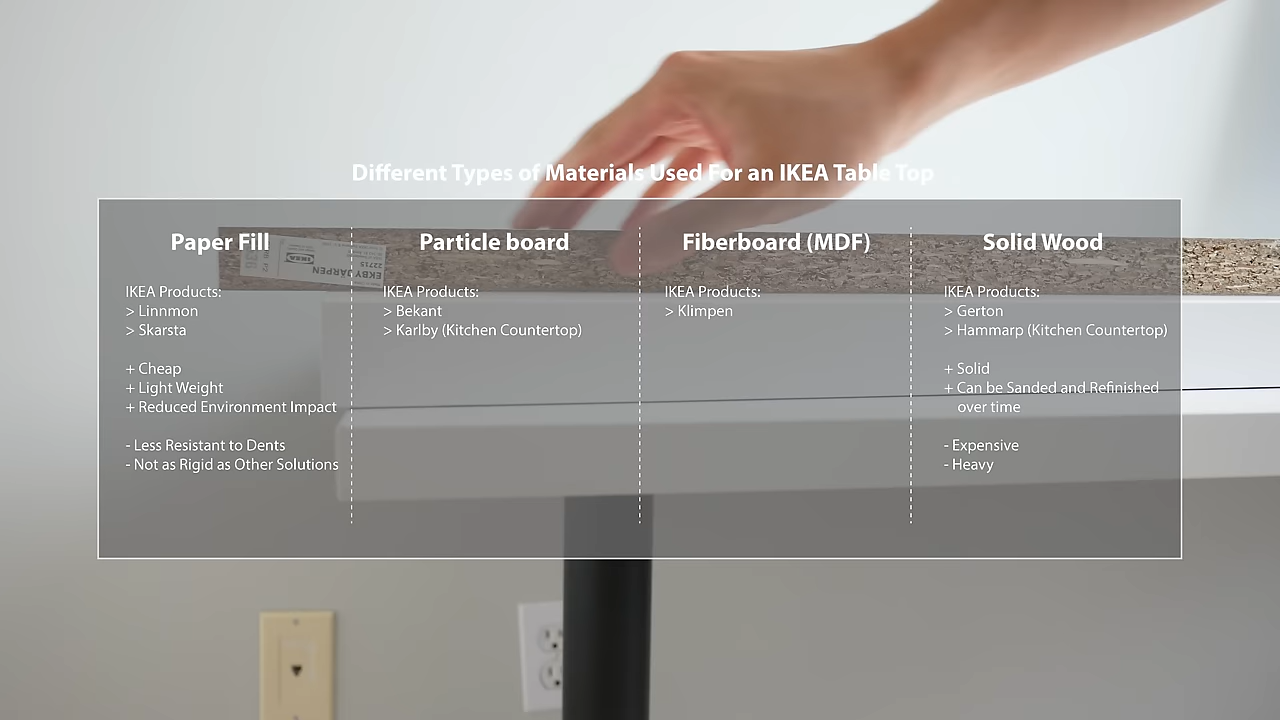 Different Types of Materials Used For an IKEA Table Top
Paper Fill
IKEA Products:
> Linnmon
> Skarsta
+ Cheap
+ Light Weight
+ Reduced Environment Impact
- Less Resistant to Dents
- Not as Rigid as Other Solutions
Particle board
IKEA Products:
> Bekant
> Karlby (Kitchen Countertop)
Fiberboard (MDF)
IKEA Products:
> Klimpen
Solid Wood
IKEA Products:
> Gerton
> Hammarp (Kitchen Countertop)
+ Solid
+ Can be Sanded and Refinished
over time
- Expensive
- Heavy
EKBY JÄRPEN
22715
IKEA